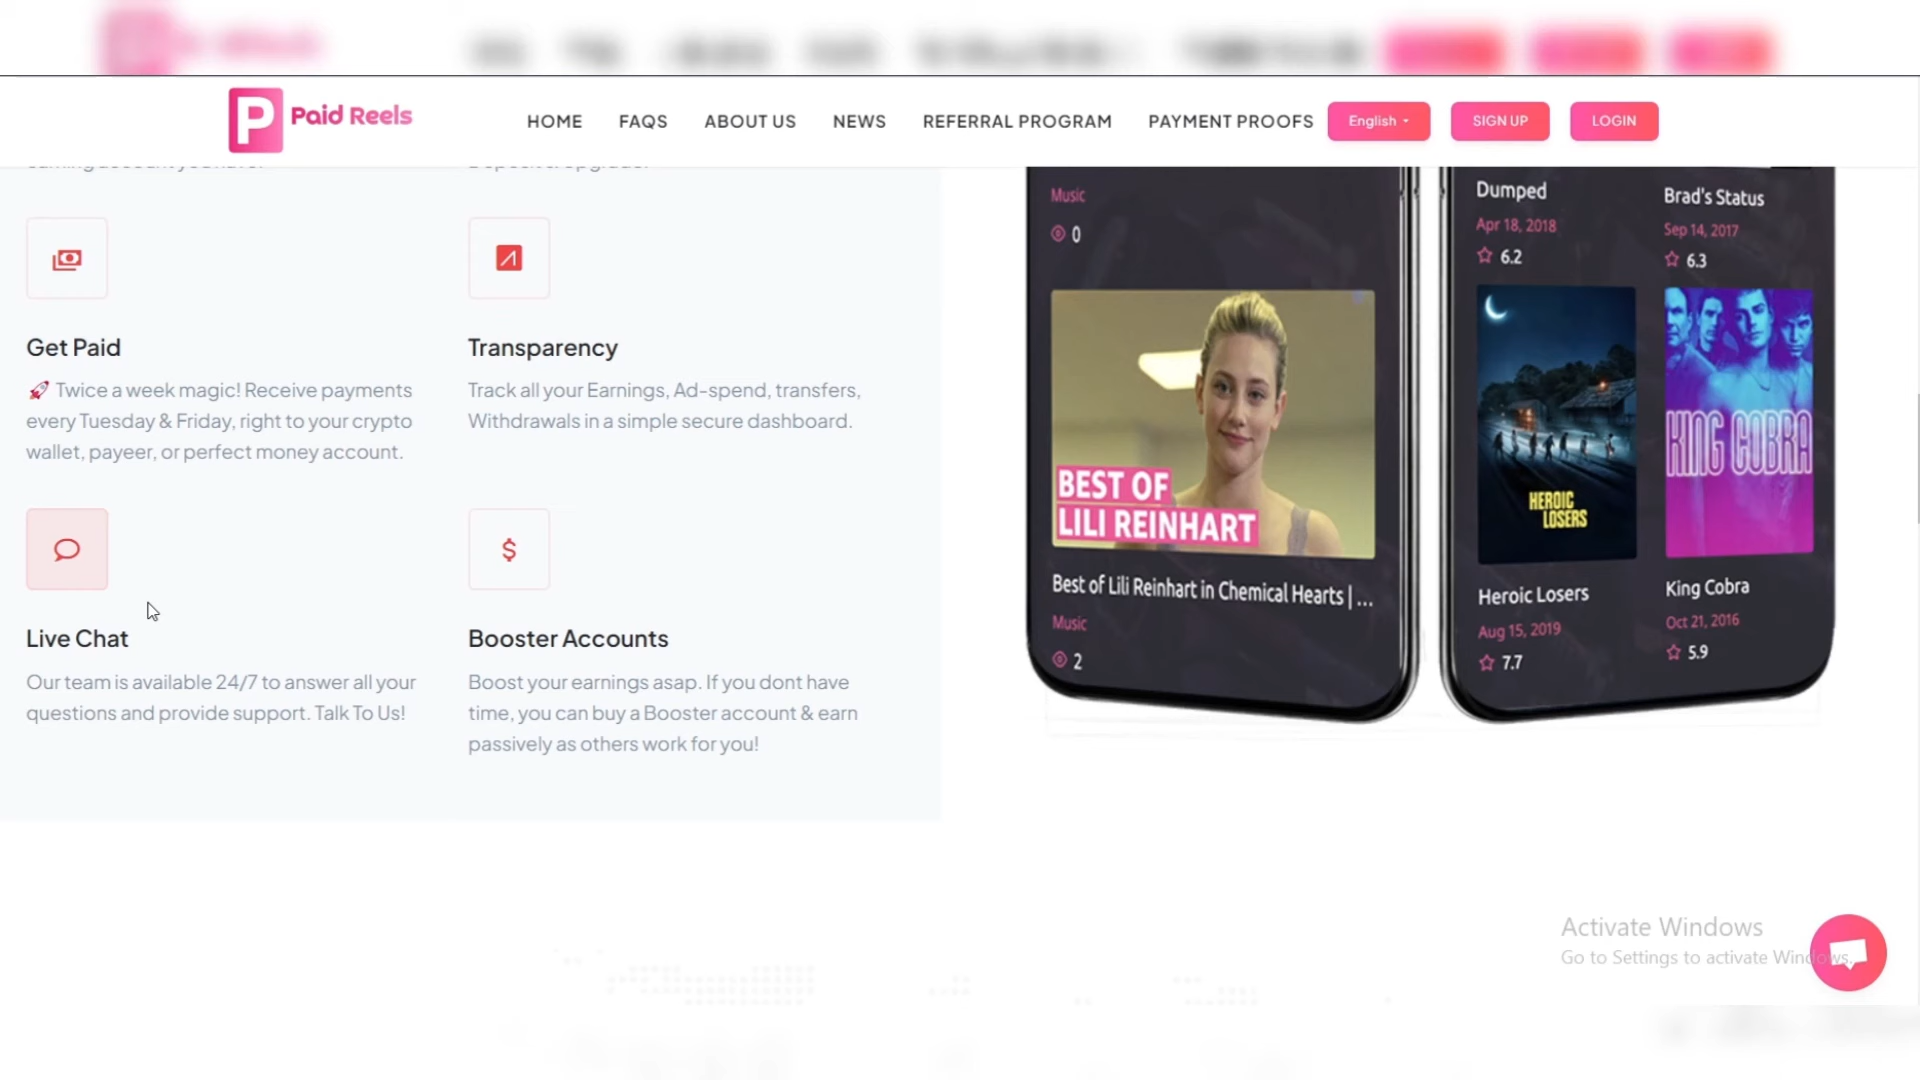 P Paid Reels
HOME FAQS ABOUT US NEWS REFERRAL PROGRAM PAYMENT PROOFS English SIGN UP LOGIN
Get Paid
🚀 Twice a week magic! Receive payments
every Tuesday & Friday, right to your crypto
wallet, payeer, or perfect money account.
Transparency
Track all your Earnings, Ad-spend, transfers,
Withdrawals in a simple secure dashboard.
Live Chat
Our team is available 24/7 to answer all your
questions and provide support. Talk To Us!
$
Booster Accounts
Boost your earnings asap. If you dont have
time, you can buy a Booster account & earn
passively as others work for you!
Music
0
BEST OF
LILI REINHART
Best of Lili Reinhart in Chemical Hearts | ...
Music
2
Dumped
Apr 18, 2018
6.2
Brad's Status
Sep 14, 2017
6.3
HEROIC
LOSERS
Heroic Losers
Aug 15, 2019
7.7
KING COBRA
King Cobra
Oct 21, 2016
5.9
Activate Windows
Go to Settings to activate Windows.